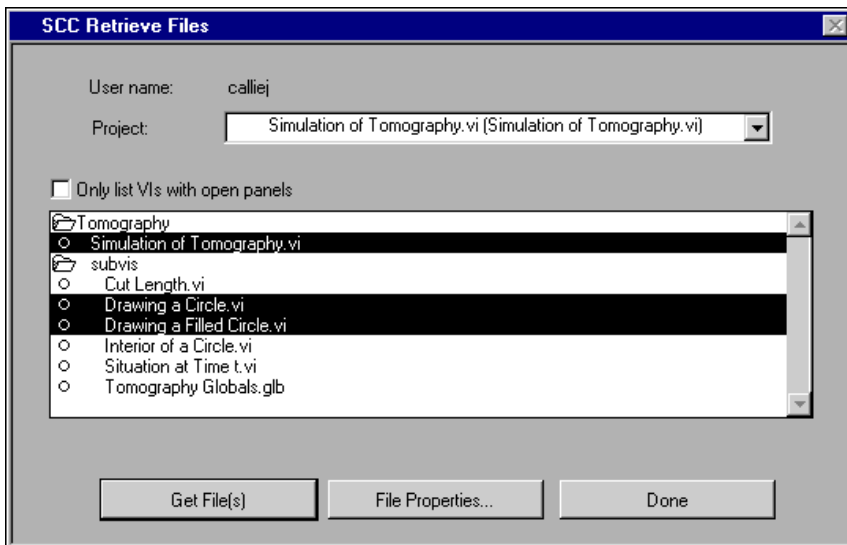 SCC Retrieve Files
User name: calliej
Project: Simulation of Tomography.vi (Simulation of Tomography.vi)
Only list VIs with open panels
Tomography
Simulation of Tomography.vi
subvis
Cut Length.vi
Drawing a Circle.vi
Drawing a Filled Circle.vi
Interior of a Circle.vi
Situation at Time t.vi
Tomography Globals.glb
Get File(s) File Properties... Done